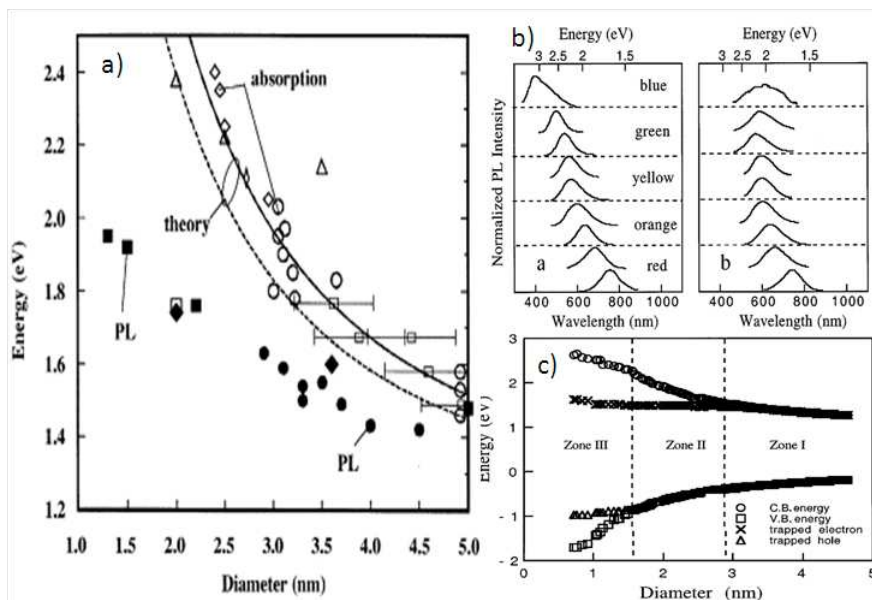 a)
2.4
2.2
2.0
1.8
1.6
1.4
1.2
Energy (eV)
absorption
theory
PL
PL
1.0 1.5 2.0 2.5 3.0 3.5 4.0 4.5 5.0
Diameter (nm)
b)
Energy (eV)
3 2.5 2 1.5
Energy (eV)
3 2.5 2 1.5
Normalized PL Intensity
blue
green
yellow
orange
red
a
b
400 600 800 1000
Wavelength (nm)
400 600 800 1000
Wavelength (nm)
c)
3
2
1
0
-1
-2
Energy (eV)
Zone III
Zone II
Zone I
C.B. energy
V.B. energy
trapped electron
trapped hole
0 1 2 3 4 5
Diameter (nm)